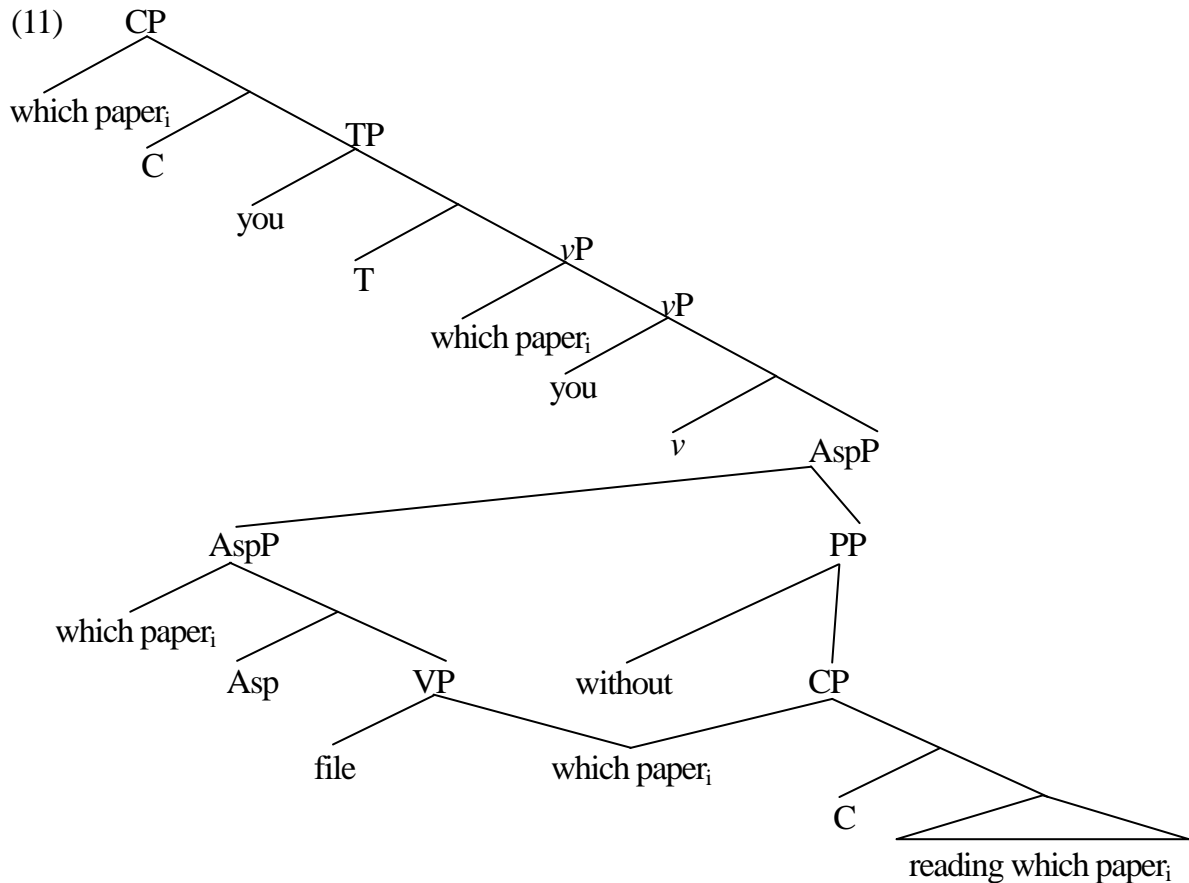 (11) CP
which paperᵢ
C
TP
you
T
vP
which paperᵢ
vP
you
v
AspP
AspP PP
which paperᵢ
Asp VP without CP
file which paperᵢ
C
reading which paperᵢ